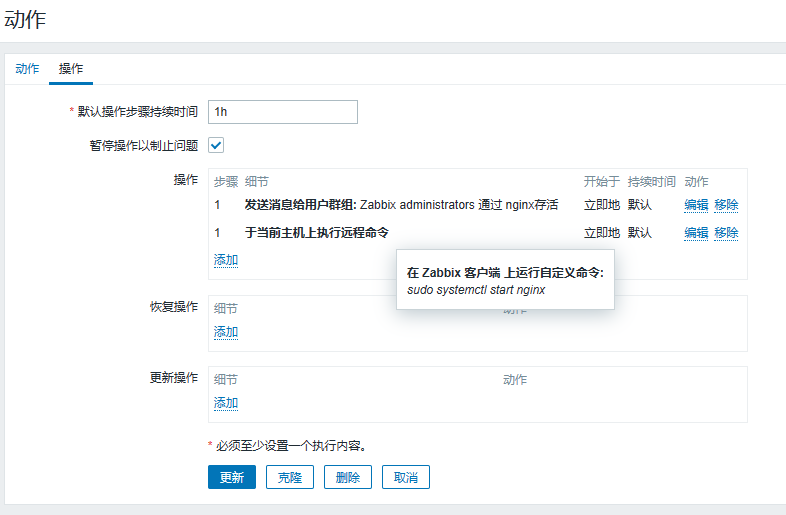 动作
动作 操作
* 默认操作步骤持续时间 1h
暂停操作以制止问题
操作 步骤 细节 开始于 持续时间 动作
1 发送消息给用户群组: Zabbix administrators 通过 nginx存活 立即地 默认 编辑 移除
1 于当前主机上执行远程命令 立即地 默认 编辑 移除
添加
在 Zabbix 客户端 上运行自定义命令:
sudo systemctl start nginx
恢复操作 细节 动作
添加
更新操作 细节 动作
添加
* 必须至少设置一个执行内容。
更新 克隆 删除 取消